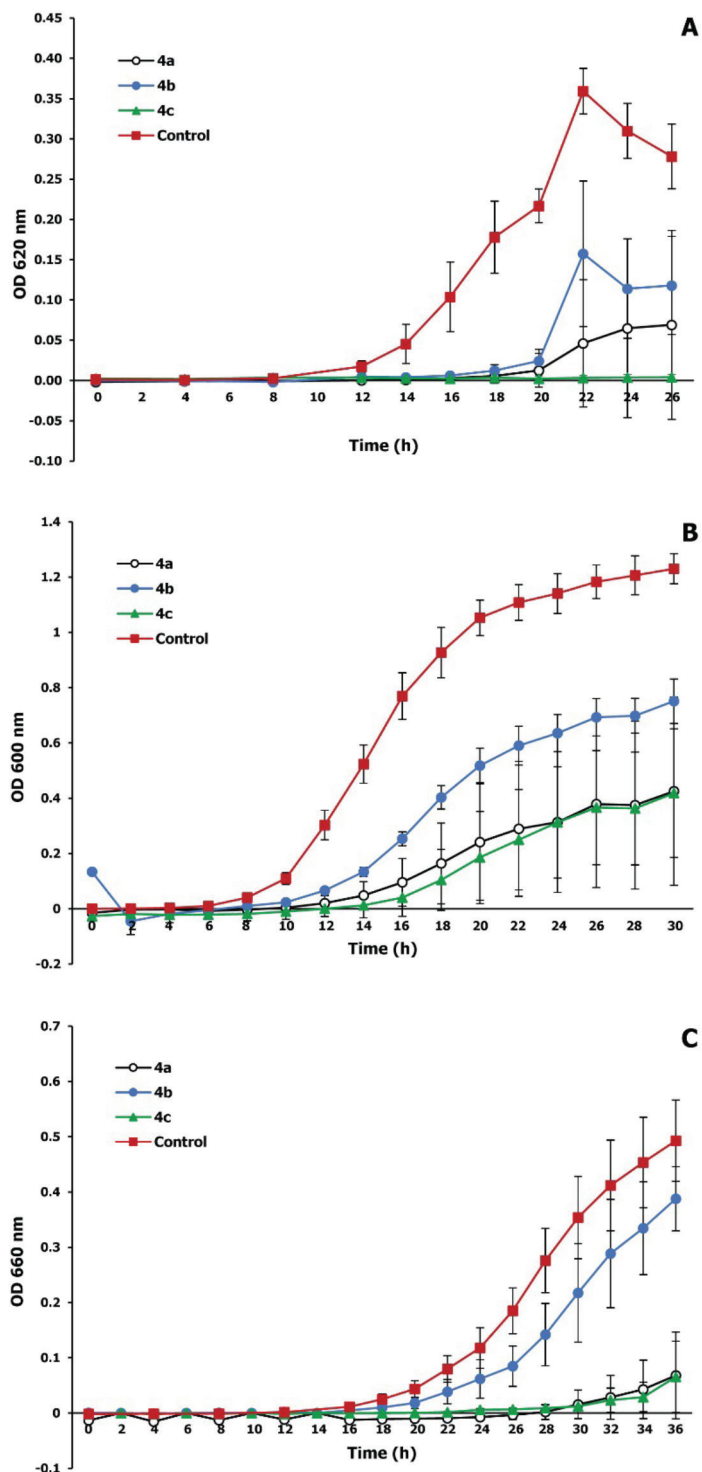 A
0.45
0.40
0.35
0.30
0.25
0.20
0.15
0.10
0.05
0.00
-0.05
-0.10
OD 620 nm
4a
4b
4c
Control
0 2 4 6 8 10 12 14 16 18 20 22 24 26
Time (h)
B
1.4
1.2
1
0.8
0.6
0.4
0.2
0
-0.2
OD 600 nm
4a
4b
4c
Control
0 2 4 6 8 10 12 14 16 18 20 22 24 26 28 30
Time (h)
C
0.7
0.6
0.5
0.4
0.3
0.2
0.1
0
-0.1
OD 660 nm
4a
4b
4c
Control
0 2 4 6 8 10 12 14 16 18 20 22 24 26 28 30 32 34 36
Time (h)